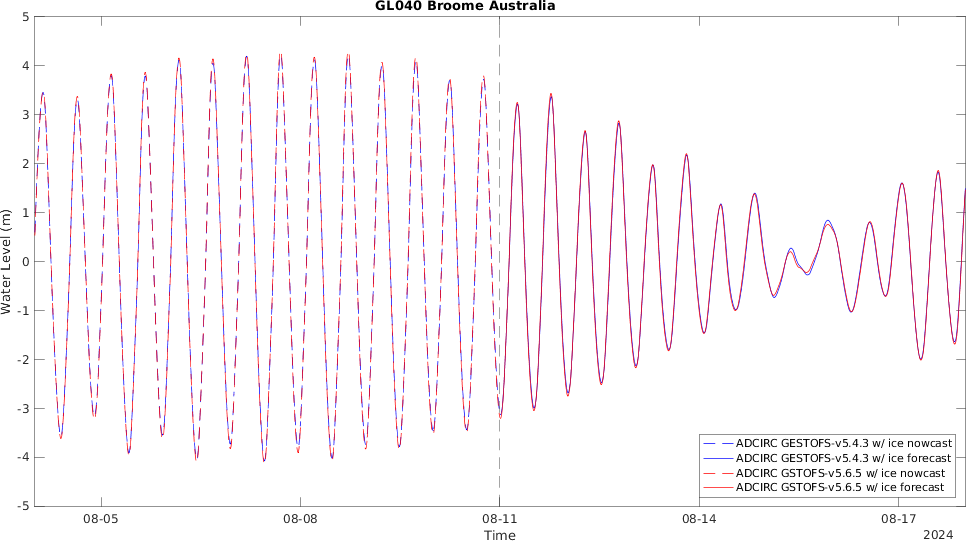 GL040 Broome Australia
5
4
3
2
1
0
-1
-2
-3
-4
-5
Water Level (m)
ADCIRC GESTOFS-v5.4.3 w/ ice nowcast
ADCIRC GESTOFS-v5.4.3 w/ ice forecast
ADCIRC GSTOFS-v5.6.5 w/ ice nowcast
ADCIRC GSTOFS-v5.6.5 w/ ice forecast
08-05 08-08 08-11 08-14 08-17
Time
2024